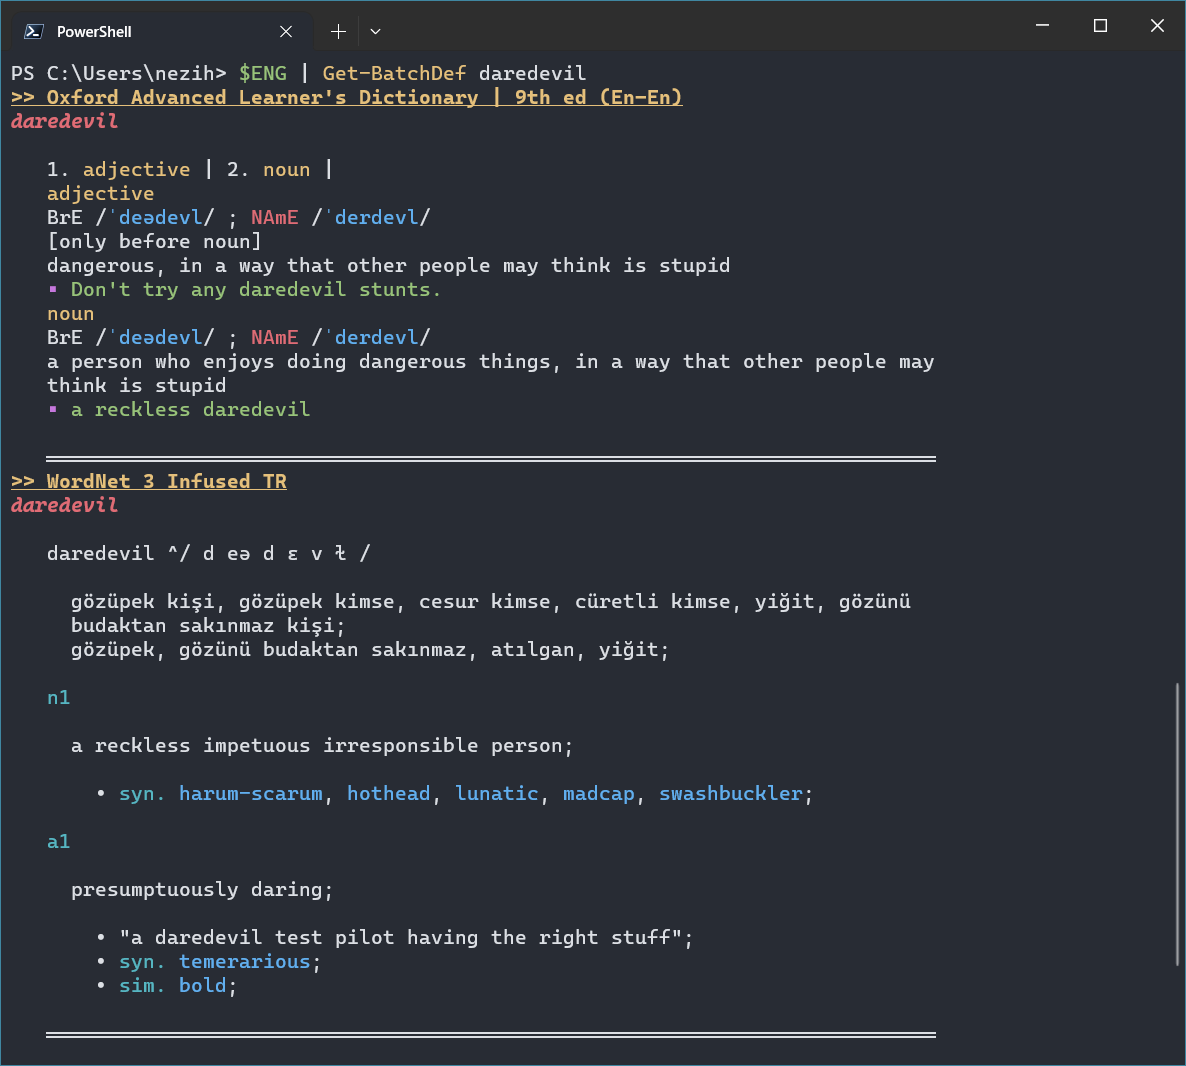 PowerShell
PS C:\Users\nezih> $ENG | Get-BatchDef daredevil
>> Oxford Advanced Learner's Dictionary | 9th ed (En-En)
daredevil
1. adjective | 2. noun |
adjective
BrE /ˈdeədevl/ ; NAmE /ˈderdevl/
[only before noun]
dangerous, in a way that other people may think is stupid
▪ Don't try any daredevil stunts.
noun
BrE /ˈdeədevl/ ; NAmE /ˈderdevl/
a person who enjoys doing dangerous things, in a way that other people may
think is stupid
▪ a reckless daredevil
>> WordNet 3 Infused TR
daredevil
daredevil ^/ d eə d ɛ v ɫ /
gözüpek kişi, gözüpek kimse, cesur kimse, cüretli kimse, yiğit, gözünü
budaktan sakınmaz kişi;
gözüpek, gözünü budaktan sakınmaz, atılgan, yiğit;
n1
a reckless impetuous irresponsible person;
• syn. harum-scarum, hothead, lunatic, madcap, swashbuckler;
a1
presumptuously daring;
• "a daredevil test pilot having the right stuff";
• syn. temerarious;
• sim. bold;